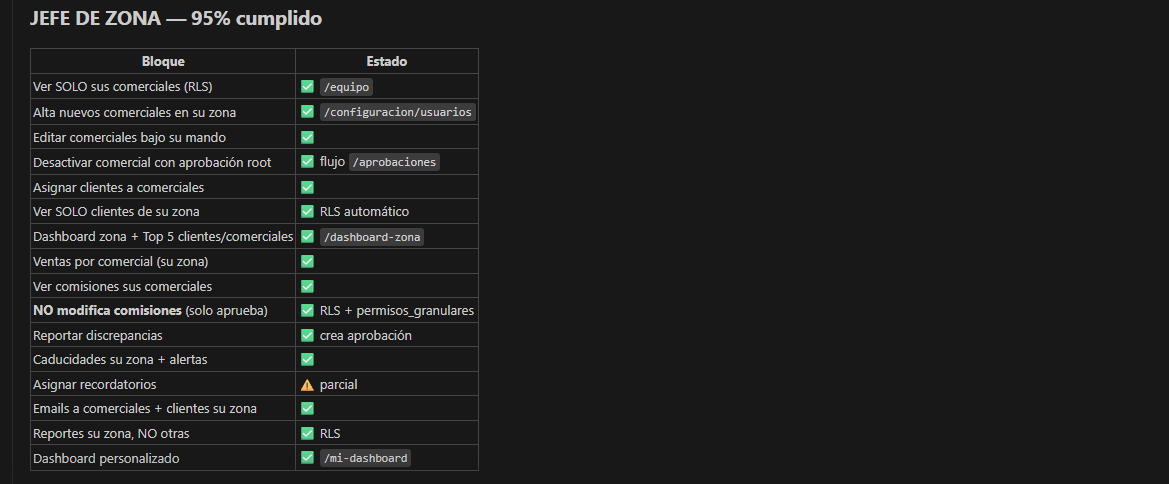 JEFE DE ZONA — 95% cumplido
Bloque Estado
Ver SOLO sus comerciales (RLS) ✅ /equipo
Alta nuevos comerciales en su zona ✅ /configuracion/usuarios
Editar comerciales bajo su mando ✅
Desactivar comercial con aprobación root ✅ flujo /aprobaciones
Asignar clientes a comerciales ✅
Ver SOLO clientes de su zona ✅ RLS automático
Dashboard zona + Top 5 clientes/comerciales ✅ /dashboard-zona
Ventas por comercial (su zona) ✅
Ver comisiones sus comerciales ✅
NO modifica comisiones (solo aprueba) ✅ RLS + permisos_granulares
Reportar discrepancias ✅ crea aprobación
Caducidades su zona + alertas ✅
Asignar recordatorios ⚠️ parcial
Emails a comerciales + clientes su zona ✅
Reportes su zona, NO otras ✅ RLS
Dashboard personalizado ✅ /mi-dashboard